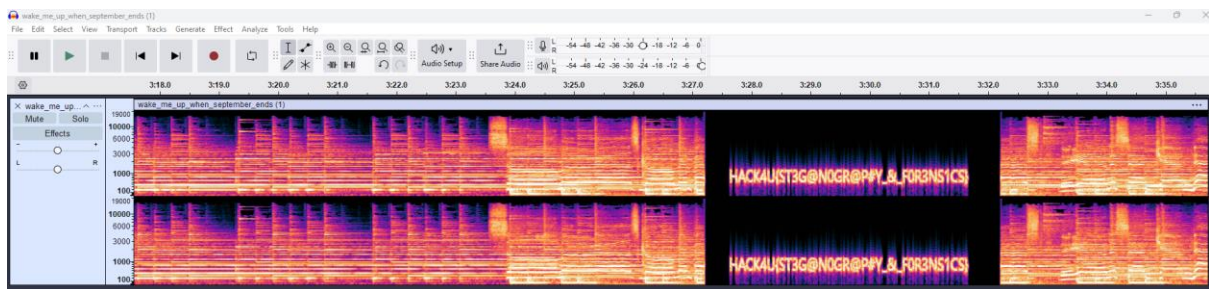 wake_me_up_when_september_ends (1)
File Edit Select View Transport Tracks Generate Effect Analyze Tools Help
Audio Setup Share Audio L R -54 -48 -42 -36 -30 -18 -12 -6 0
L R -54 -48 -42 -36 -30 -24 -18 -12 -6
3:18.0 3:19.0 3:20.0 3:21.0 3:22.0 3:23.0 3:24.0 3:25.0 3:26.0 3:27.0 3:28.0 3:29.0 3:30.0 3:31.0 3:32.0 3:33.0 3:34.0 3:35.0
wake_me_up... wake_me_up_when_september_ends (1)
Mute Solo
Effects
- +
L R
19000
10000
6000
3000
1000
100
HACK4U{ST3G@N0GR@P#Y_&_F0R3NS1CS}
19000
10000
6000
3000
1000
100
HACK4U{ST3G@N0GR@P#Y_&_F0R3NS1CS}